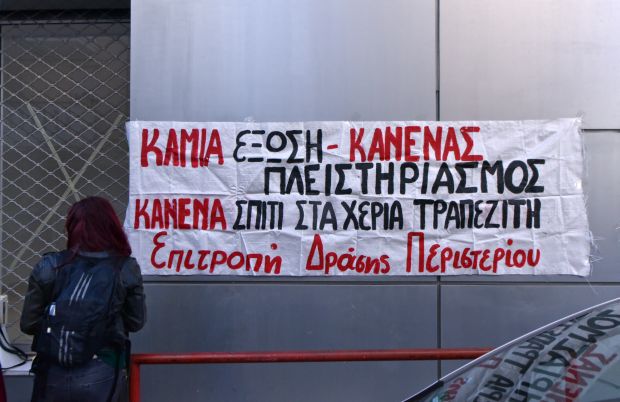 ΚΑΜΙΑ ΕΞΩΣΗ - ΚΑΝΕΝΑΣ
ΠΛΕΙΣΤΗΡΙΑΣΜΟΣ
ΚΑΝΕΝΑ ΣΠΙΤΙ ΣΤΑ ΧΕΡΙΑ ΤΡΑΠΕΖΙΤΗ
Επιτροπή Δράσης Περιστερίου